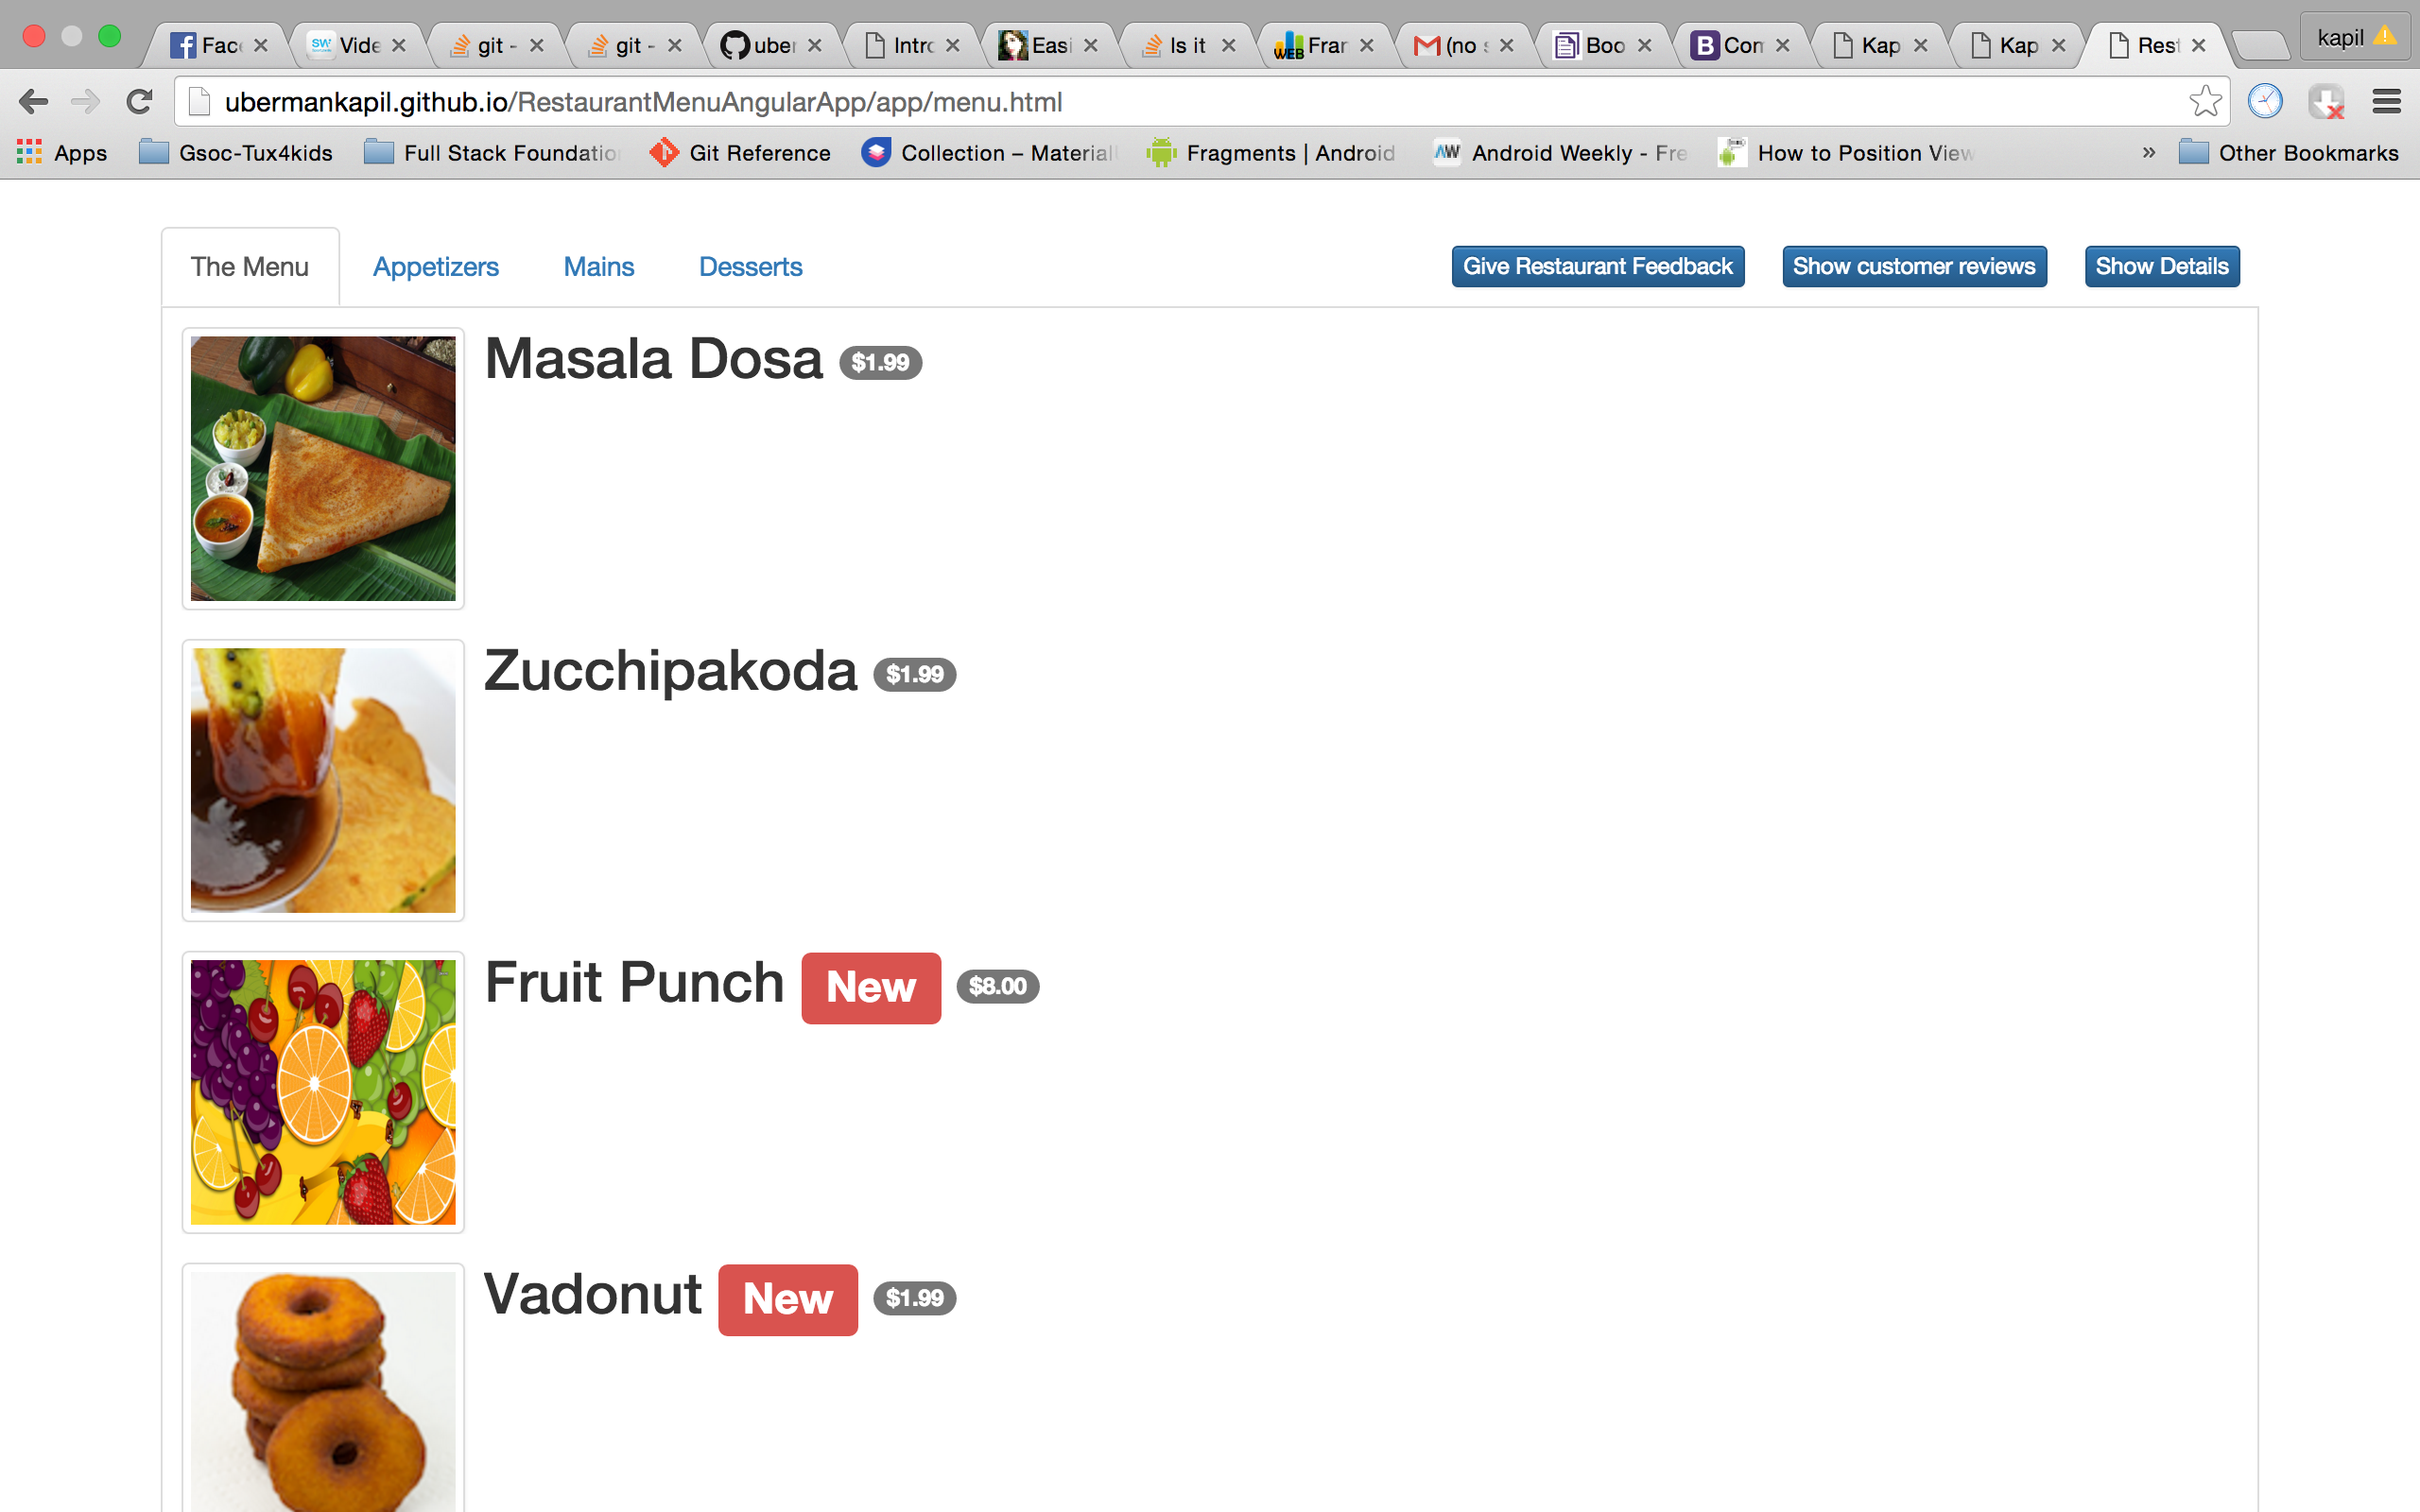 Fac Vide git - git - uber Intro Easi Is it Fran (no s Boo Com Kap Kap Rest kapil
ubermankapil.github.io/RestaurantMenuAngularApp/app/menu.html
Apps Gsoc-Tux4kids Full Stack Foundatio Git Reference Collection – Material Fragments | Android Android Weekly - Fre How to Position View » Other Bookmarks
The Menu Appetizers Mains Desserts Give Restaurant Feedback Show customer reviews Show Details
Masala Dosa $1.99
Zucchipakoda $1.99
Fruit Punch New $8.00
Vadonut New $1.99